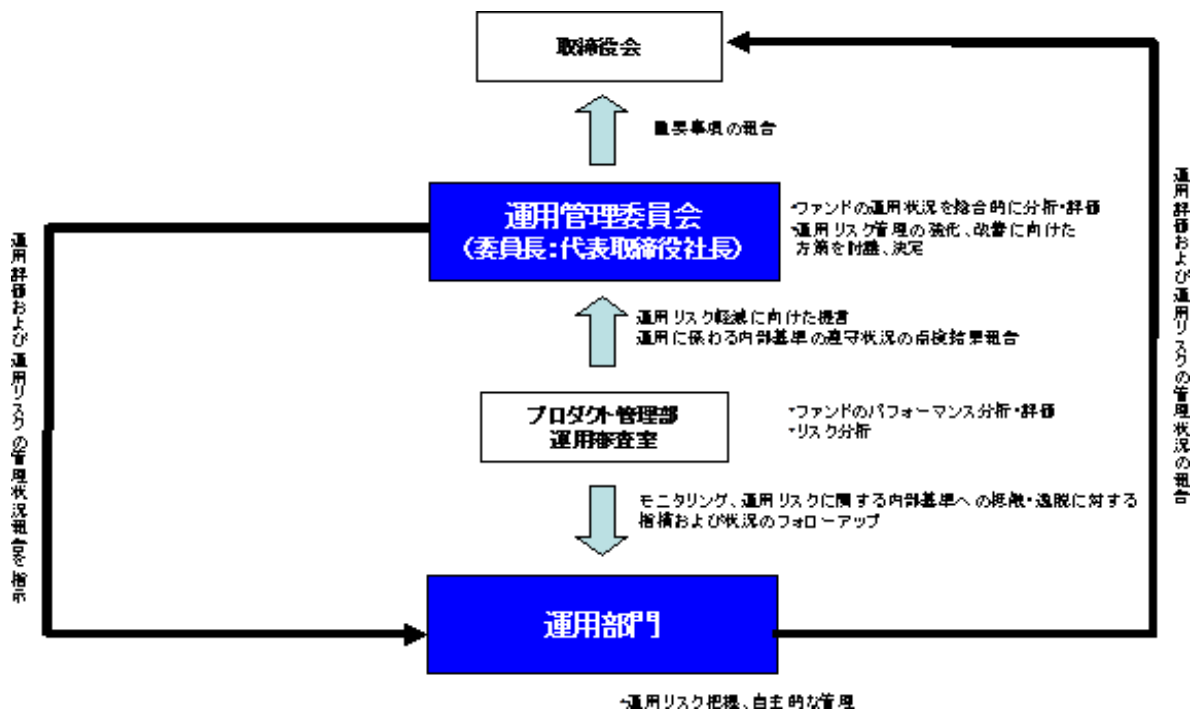 取締役会
重要事項の報告
運用管理委員会
（委員長：代表取締役社長）
・ファンドの運用状況を総合的に分析・評価
・運用リスク管理の強化、改善に向けた
方策を討議、決定
運用リスク軽減に向けた提言
運用に係わる内部基準の遵守状況の点検結果報告
プロダクト管理部
運用審査室
・ファンドのパフォーマンス分析・評価
・リスク分析
モニタリング、運用リスクに関する内部基準への抵触・逸脱に対する
指摘および状況のフォローアップ
運用部門
・運用リスク把握、自主的な管理
運用評価および運用リスクの管理状況報告を指示
運用評価および運用リスクの管理状況の報告